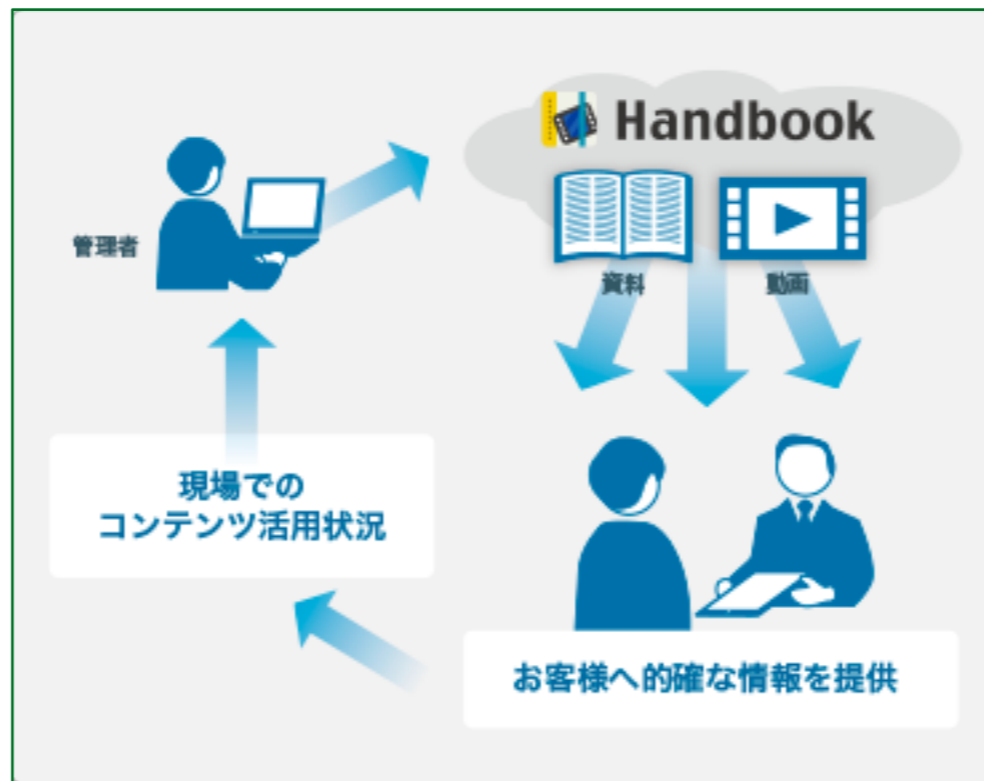 Handbook
管理者
資料
動画
現場での
コンテンツ活用状況
お客様へ的確な情報を提供